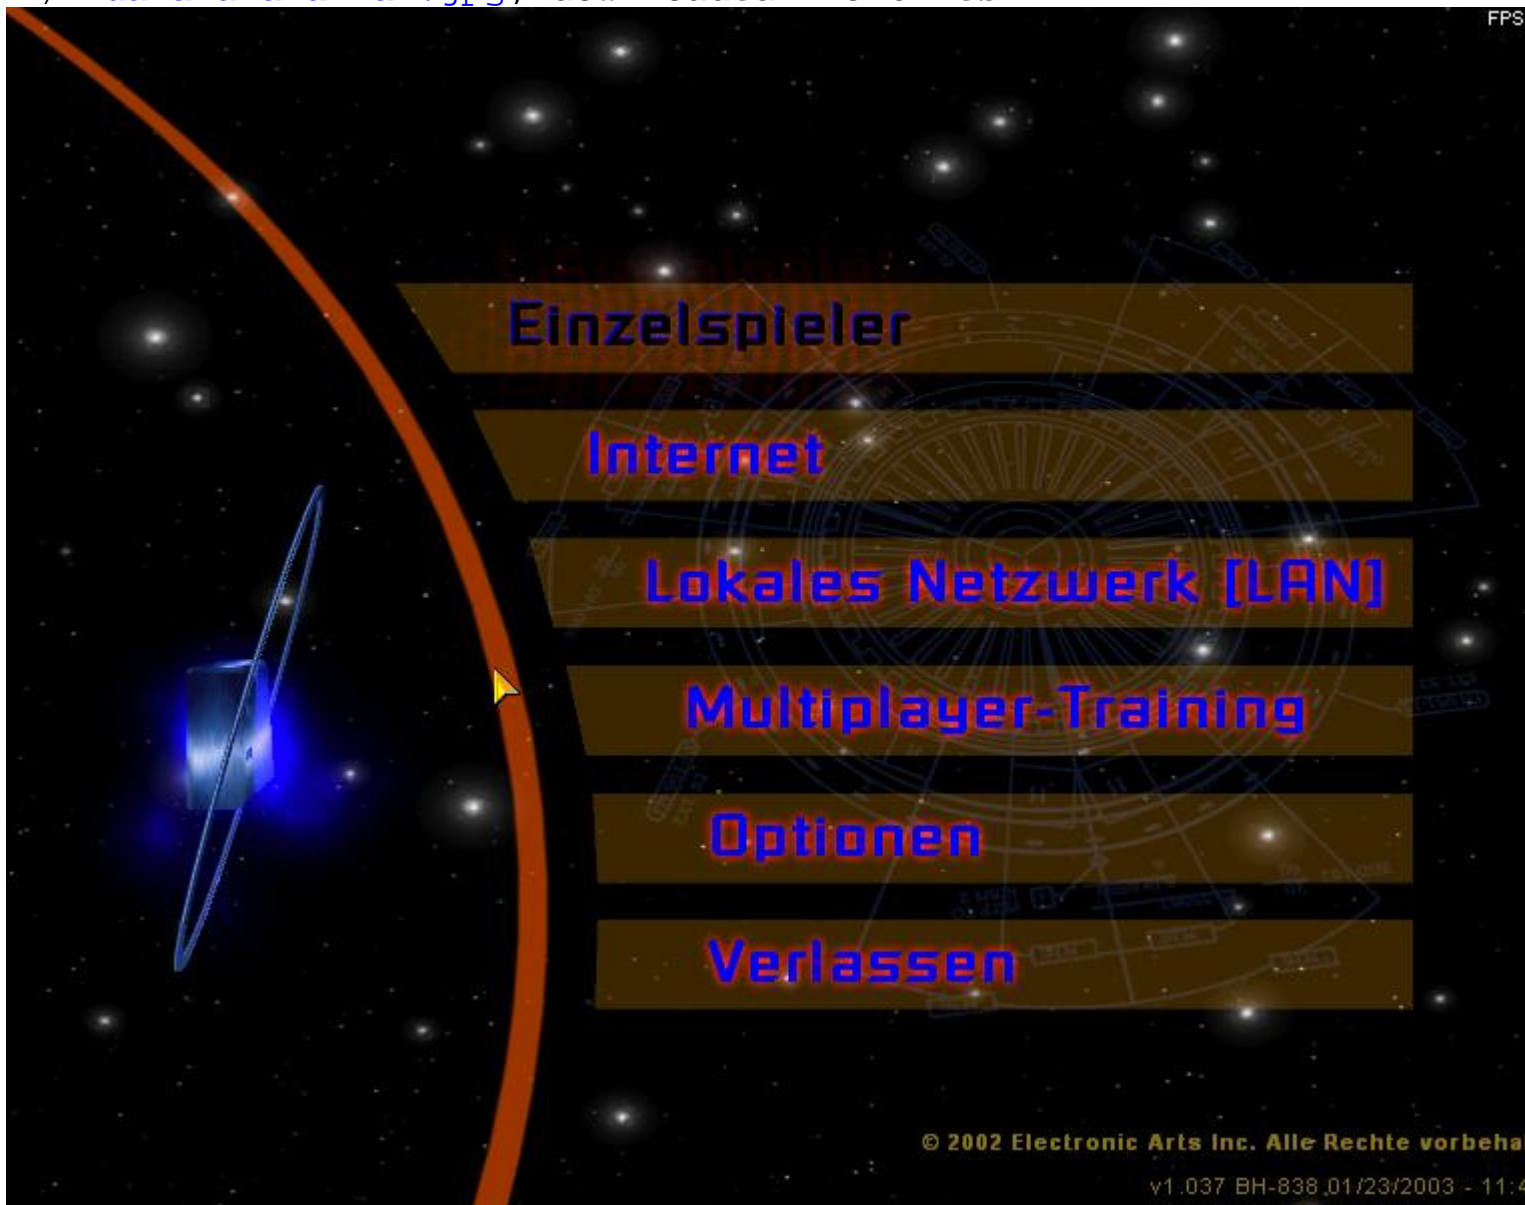 FPS
Einzelspieler
Internet
Lokales Netzwerk [LAN]
Multiplayer-Training
Optionen
Verlassen
© 2002 Electronic Arts Inc. Alle Rechte vorbeha
v1.037 BH-838 01/23/2003 - 11:4